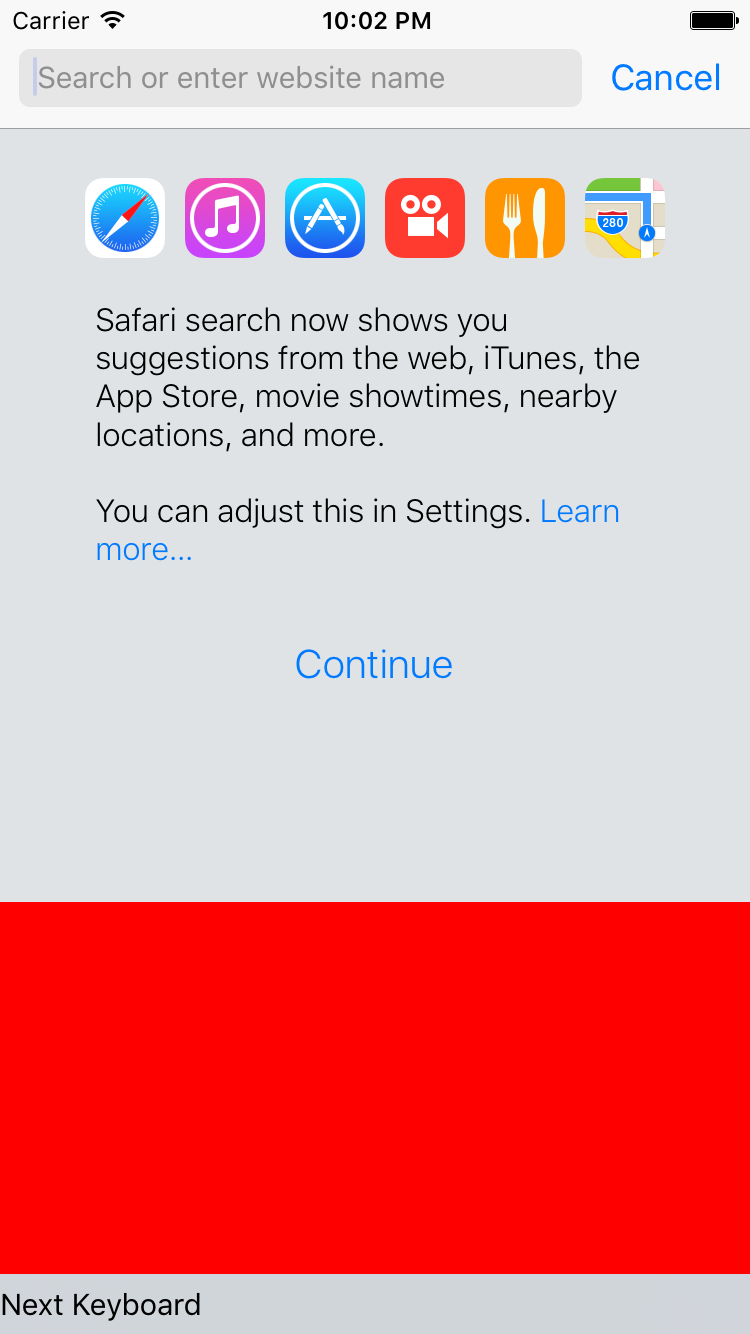 Carrier 10:02 PM
Search or enter website name Cancel
280
Safari search now shows you
suggestions from the web, iTunes, the
App Store, movie showtimes, nearby
locations, and more.
You can adjust this in Settings. Learn
more...
Continue
Next Keyboard